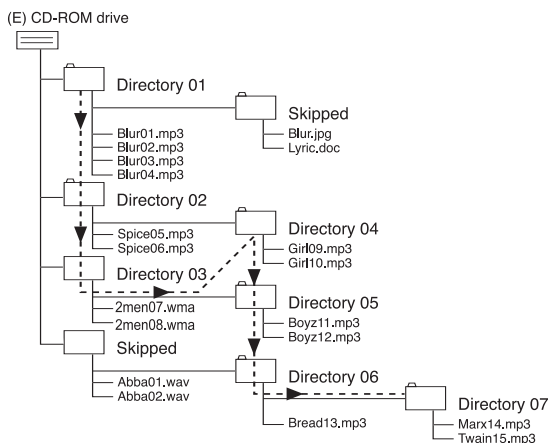 (E) CD-ROM drive
Directory 01
Skipped
Blur01.mp3
Blur02.mp3
Blur03.mp3
Blur04.mp3
Blur.jpg
Lyric.doc
Directory 02
Directory 04
Spice05.mp3
Spice06.mp3
Girl09.mp3
Girl10.mp3
Directory 03
Directory 05
2men07.wma
2men08.wma
Boyz11.mp3
Boyz12.mp3
Skipped
Directory 06
Abba01.wav
Abba02.wav
Bread13.mp3
Directory 07
Marx14.mp3
Twain15.mp3